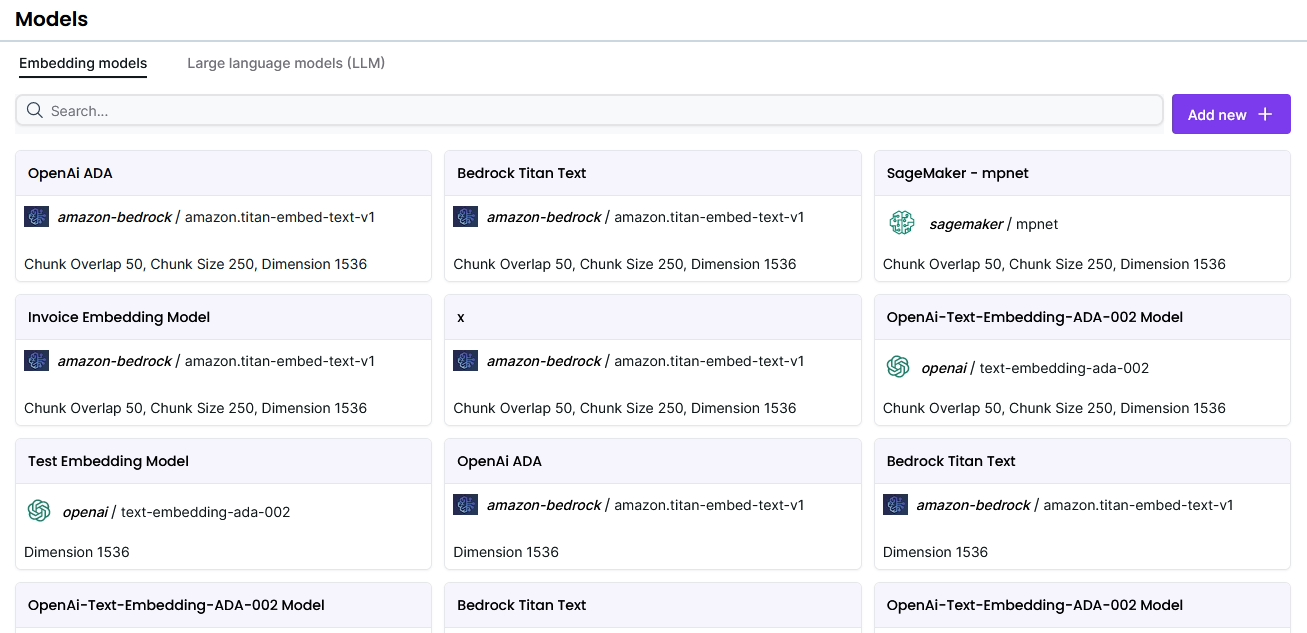 Models
Embedding models
Large language models (LLM)
Search...
Add new
OpenAi ADA
amazon-bedrock / amazon.titan-embed-text-v1
Chunk Overlap 50, Chunk Size 250, Dimension 1536
Bedrock Titan Text
amazon-bedrock / amazon.titan-embed-text-v1
Chunk Overlap 50, Chunk Size 250, Dimension 1536
SageMaker - mpnet
sagemaker / mpnet
Chunk Overlap 50, Chunk Size 250, Dimension 1536
Invoice Embedding Model
amazon-bedrock / amazon.titan-embed-text-v1
Chunk Overlap 50, Chunk Size 250, Dimension 1536
x
amazon-bedrock / amazon.titan-embed-text-v1
Chunk Overlap 50, Chunk Size 250, Dimension 1536
OpenAi-Text-Embedding-ADA-002 Model
openai / text-embedding-ada-002
Chunk Overlap 50, Chunk Size 250, Dimension 1536
Test Embedding Model
openai / text-embedding-ada-002
Dimension 1536
OpenAi ADA
amazon-bedrock / amazon.titan-embed-text-v1
Dimension 1536
Bedrock Titan Text
amazon-bedrock / amazon.titan-embed-text-v1
Dimension 1536
OpenAi-Text-Embedding-ADA-002 Model
Bedrock Titan Text
OpenAi-Text-Embedding-ADA-002 Model